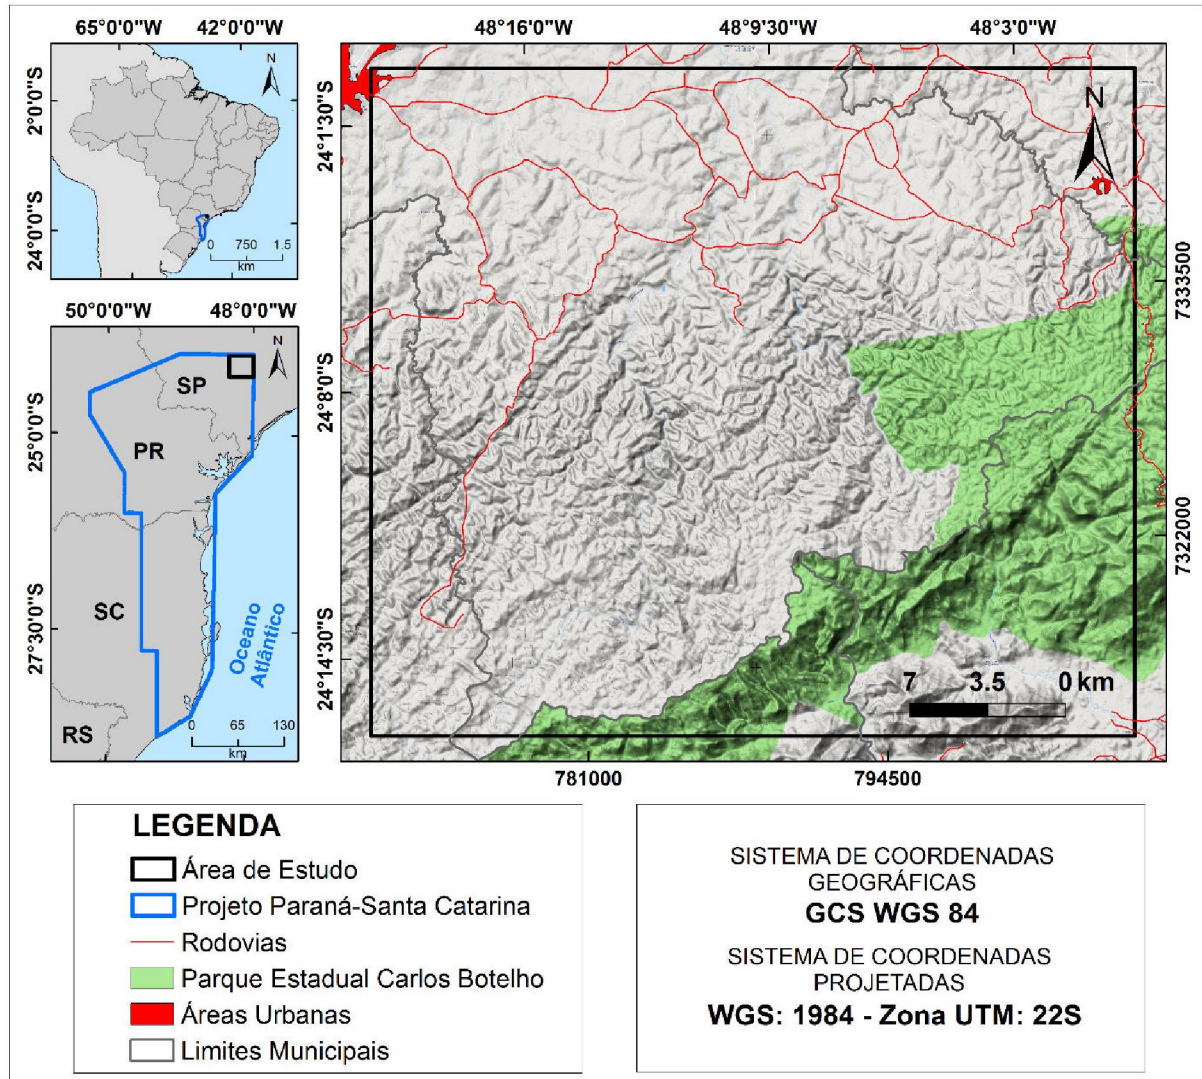 65°0'0"W
42°0'0"W
2°0'0"S
24°0'0"S
N
0
750
1.5
km
50°0'0"W
48°0'0"W
25°0'0"S
27°30'0"S
N
SP
PR
SC
RS
Oceano
Atlântico
0
65
130
km
48°16'0"W
48°9'30"W
48°3'0"W
24°1'30"S
24°8'0"S
24°14'30"S
N
7333500
7322000
7
3.5
0 km
781000
794500
LEGENDA
Área de Estudo
Projeto Paraná-Santa Catarina
Rodovias
Parque Estadual Carlos Botelho
Áreas Urbanas
Limites Municipais
SISTEMA DE COORDENADAS
GEOGRÁFICAS
GCS WGS 84
SISTEMA DE COORDENADAS
PROJETADAS
WGS: 1984 - Zona UTM: 22S